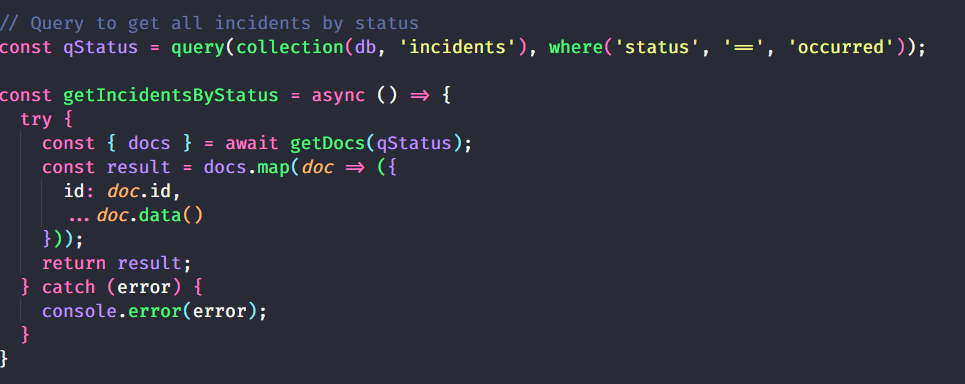 // Query to get all incidents by status
const qStatus = query(collection(db, 'incidents'), where('status', '==', 'occurred'));

const getIncidentsByStatus = async () => {
  try {
    const { docs } = await getDocs(qStatus);
    const result = docs.map(doc => ({
      id: doc.id,
      ...doc.data()
    }));
    return result;
  } catch (error) {
    console.error(error);
  }
}